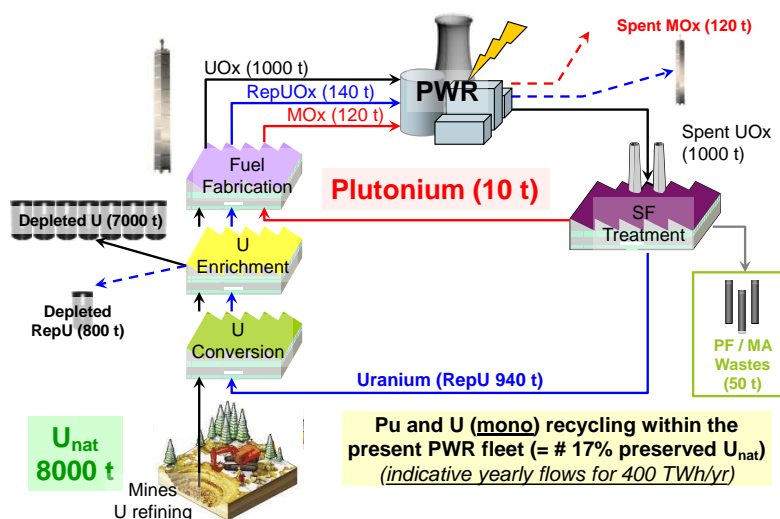 Spent MOx (120 t)
UOx (1000 t)
RepUOx (140 t)
PWR
MOx (120 t)
Spent UOx
(1000 t)
Fuel
Fabrication
Plutonium (10 t)
Depleted U (7000 t)
SF
Treatment
U
Enrichment
Depleted
RepU (800 t)
U
Conversion
PF / MA
Wastes
(50 t)
Uranium (RepU 940 t)
Unat
8000 t
Pu and U (mono) recycling within the
present PWR fleet (= # 17% preserved Unat)
(indicative yearly flows for 400 TWh/yr)
Mines
U refining